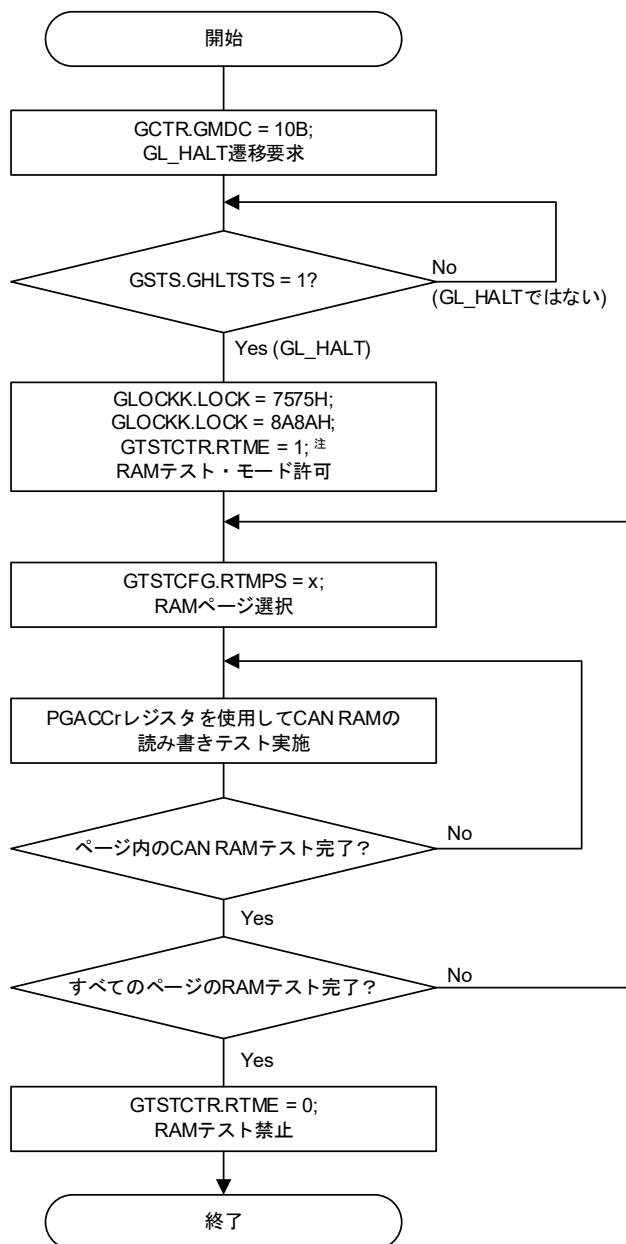 開始
GCTR.GMDC = 10B;
GL_HALT遷移要求
GSTS.GHLTSTS = 1?
No
(GL_HALTではない)
Yes (GL_HALT)
GLOCKK.LOCK = 7575H;
GLOCKK.LOCK = 8A8AH;
GTSTCTR.RTME = 1; 注
RAMテスト・モード許可
GTSTCFG.RTMPS = x;
RAMページ選択
PGACCrレジスタを使用してCAN RAMの
読み書きテスト実施
ページ内のCAN RAMテスト完了？
No
Yes
すべてのページのRAMテスト完了？
No
Yes
GTSTCTR.RTME = 0;
RAMテスト禁止
終了